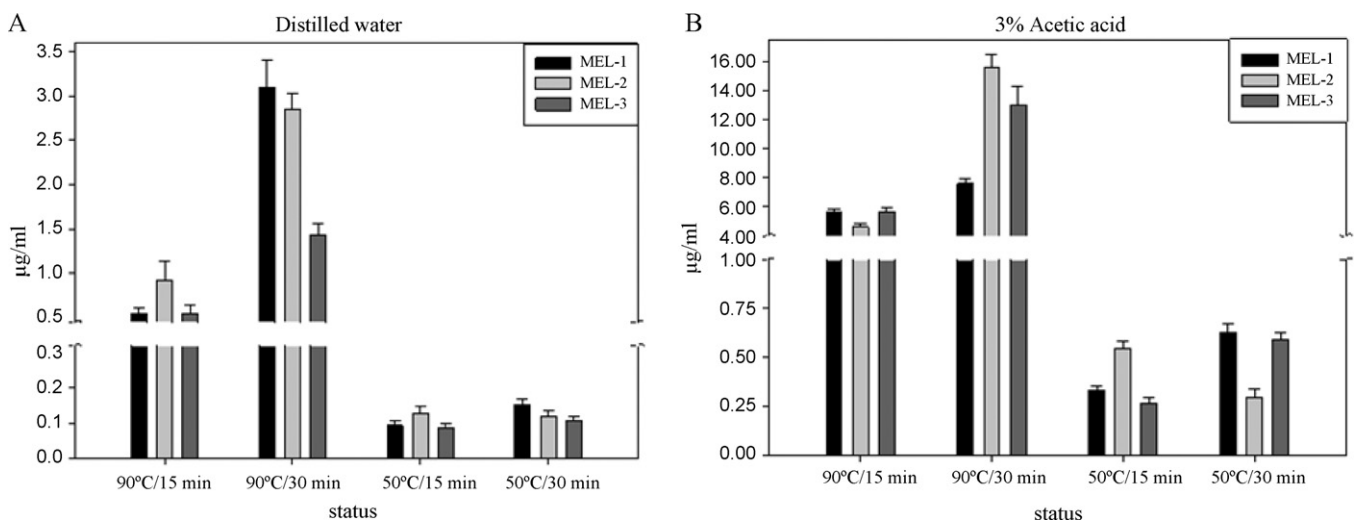 A
Distilled water
3.5
3.0
2.5
2.0
1.5
1.0
0.5
0.3
0.2
0.1
0.0
µg/ml
MEL-1
MEL-2
MEL-3
90ºC/15 min
90ºC/30 min
50ºC/15 min
50ºC/30 min
status
B
3% Acetic acid
16.00
14.00
12.00
10.00
8.00
6.00
4.00
1.00
0.75
0.50
0.25
0.00
µg/ml
MEL-1
MEL-2
MEL-3
90ºC/15 min
90ºC/30 min
50ºC/15 min
50ºC/30 min
status